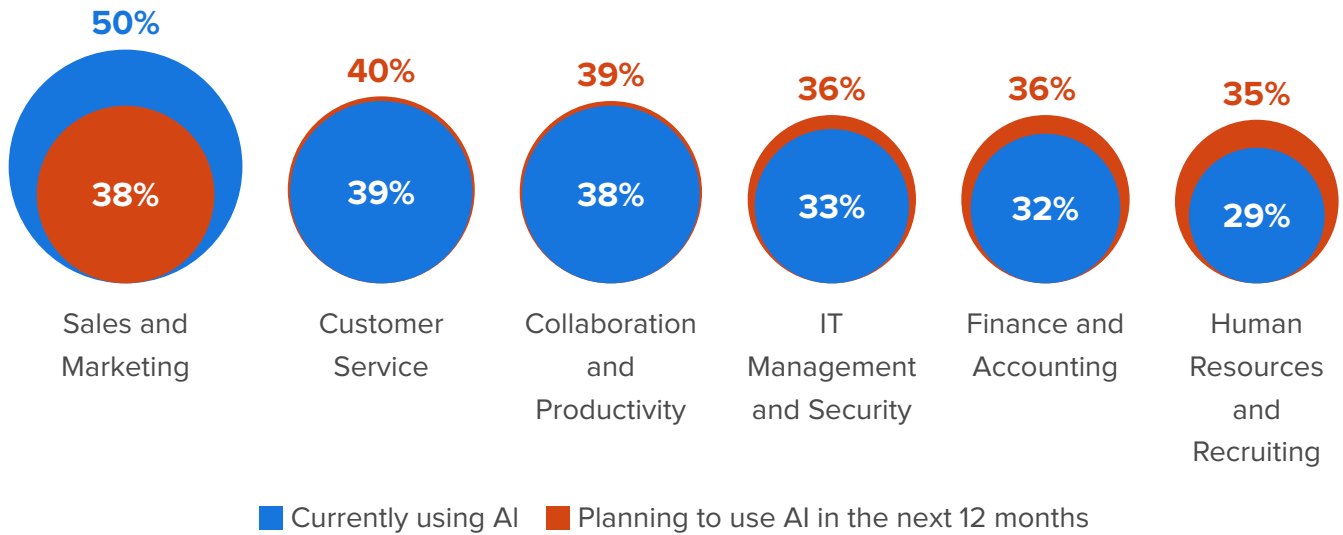 50%
38%
Sales and
Marketing
40%
39%
Customer
Service
39%
38%
Collaboration
and
Productivity
36%
33%
IT
Management
and Security
36%
32%
Finance and
Accounting
35%
29%
Human
Resources
and
Recruiting
Currently using AI
Planning to use AI in the next 12 months